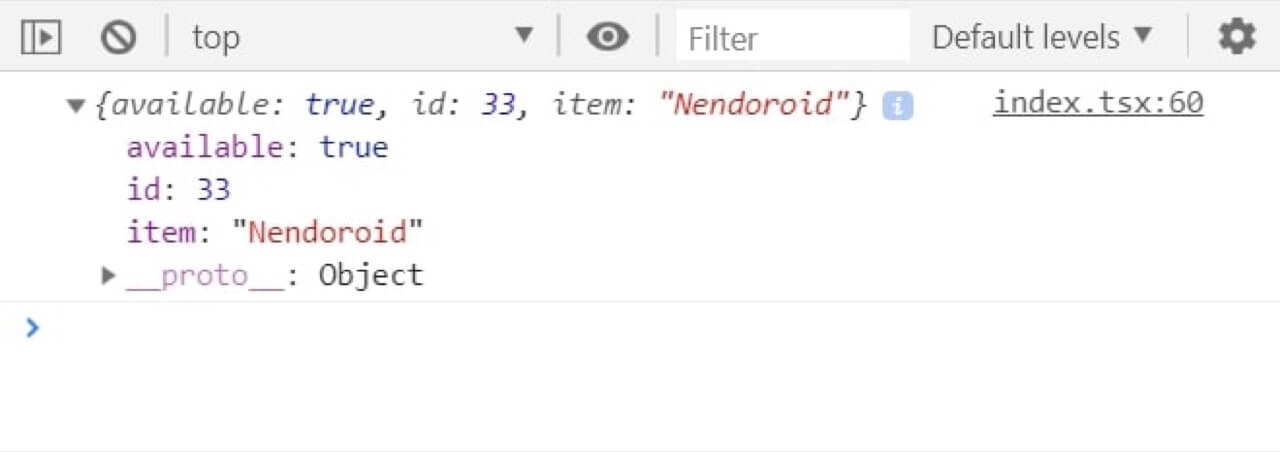 top Filter Default levels
{available: true, id: 33, item: "Nendoroid"} i index.tsx:60
available: true
id: 33
item: "Nendoroid"
__proto__: Object